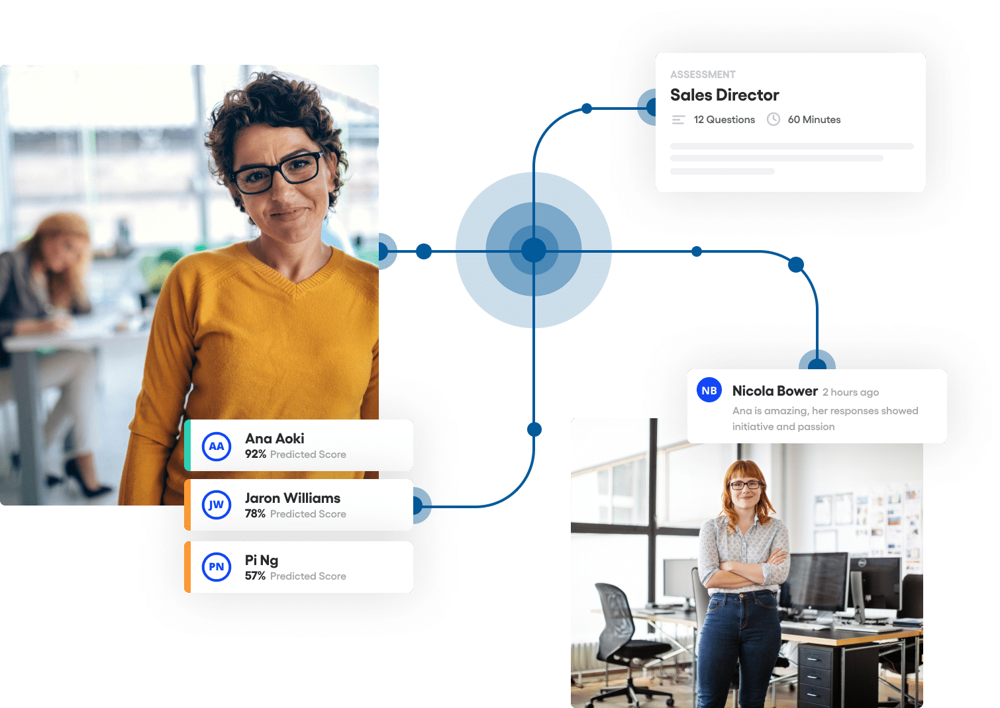 ASSESSMENT
Sales Director
12 Questions 60 Minutes
NB Nicola Bower 2 hours ago
Ana is amazing, her responses showed
initiative and passion
AA Ana Aoki
92% Predicted Score
JW Jaron Williams
78% Predicted Score
PN Pi Ng
57% Predicted Score